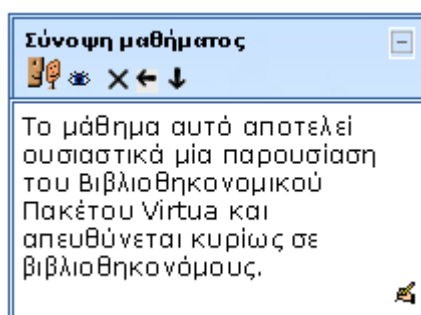 Σύνοψη μαθήματος
Το μάθημα αυτό αποτελεί
ουσιαστικά μία παρουσίαση
του Βιβλιοθηκονομικού
Πακέτου Virtua και
απευθύνεται κυρίως σε
βιβλιοθηκονόμους.